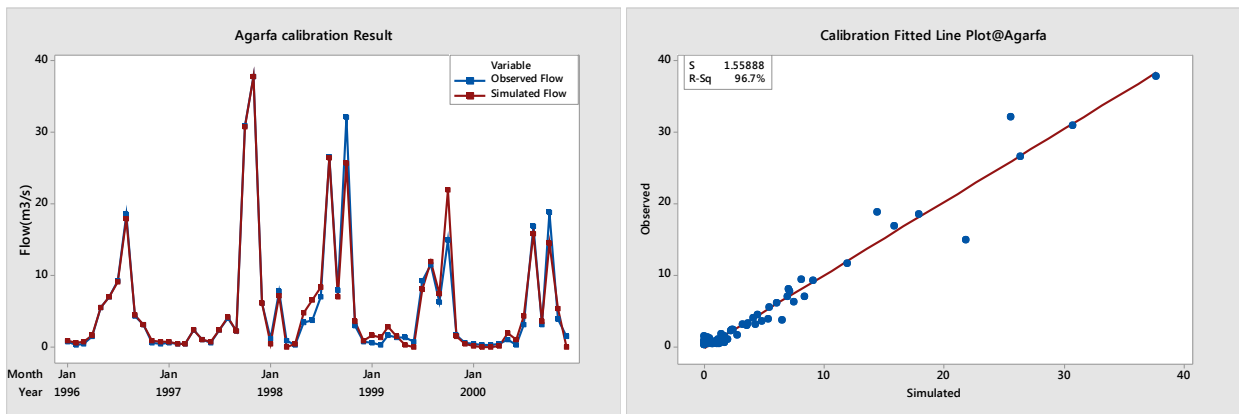 Agarfa calibration Result
40
30
20
10
0
Flow(m3/s)
Variable
Observed Flow
Simulated Flow
Month Jan Jan Jan Jan Jan
Year 1996 1997 1998 1999 2000
Calibration Fitted Line Plot@Agarfa
S 1.55888
R-Sq 96.7%
40
30
20
10
0
Observed
0 10 20 30 40
Simulated